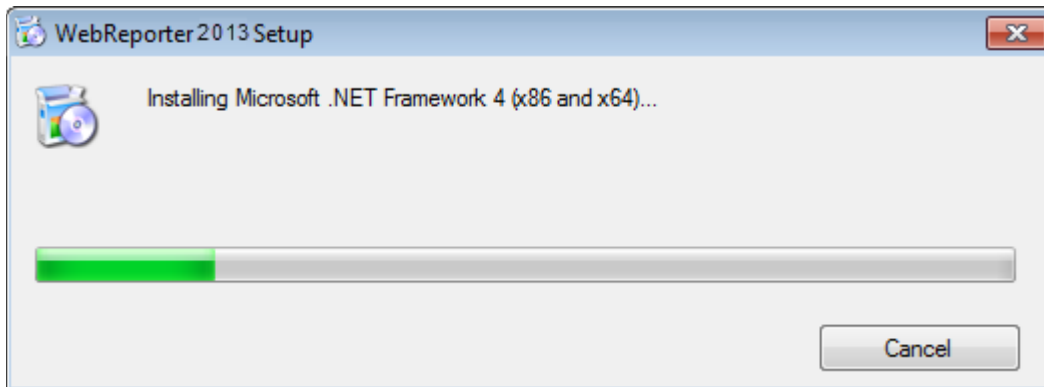 WebReporter 2013 Setup
Installing Microsoft .NET Framework 4 (x86 and x64)...
Cancel